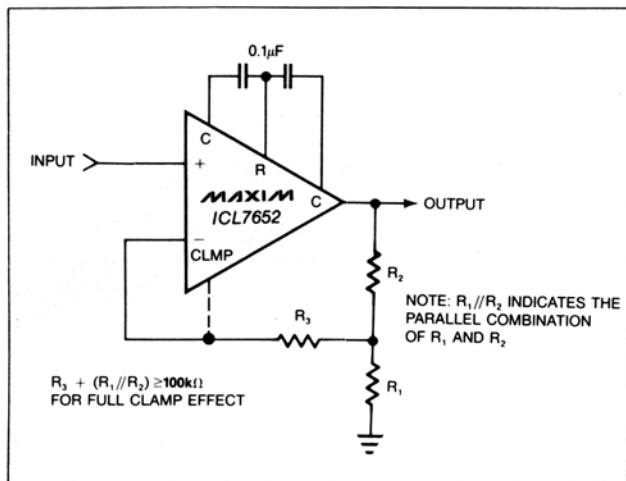 0.1μF
C
R
INPUT
+
MAXIM
C
OUTPUT
ICL7652
−
CLMP
R2
NOTE: R1//R2 INDICATES THE
PARALLEL COMBINATION
OF R1 AND R2
R3
R3 + (R1//R2) ≥100kΩ
FOR FULL CLAMP EFFECT
R1